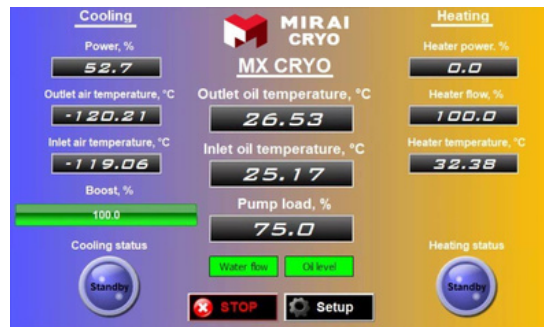 Cooling
Power, %
52.7
Outlet air temperature, °C
-120.21
Inlet air temperature, °C
-119.06
Boost, %
100.0
Cooling status
Standby
MIRAI
CRYO
MX CRYO
Outlet oil temperature, °C
26.53
Inlet oil temperature, °C
25.17
Pump load, %
75.0
Water flow
Oil level
STOP
Setup
Heating
Heater power. %
0.0
Heater flow, %
100.0
Heater temperature, °C
32.38
Heating status
Standby